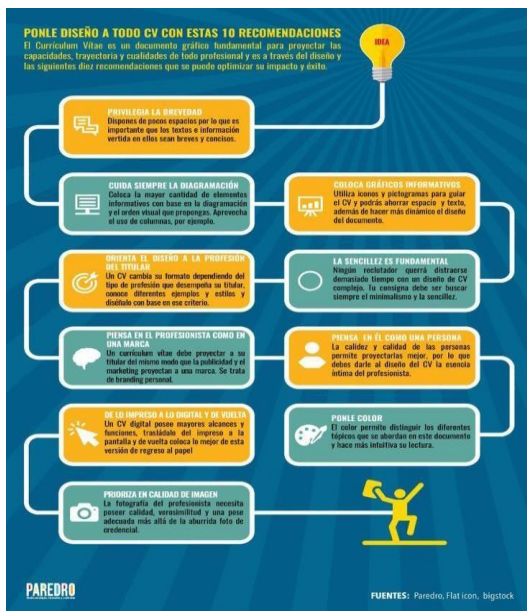 PONLE DISEÑO A TODO CV CON ESTAS 10 RECOMENDACIONES
El Currículum Vitae es un documento gráfico fundamental para proyectar las
capacidades, trayectoria y cualidades de todo profesional y es a través del diseño y
las siguientes diez recomendaciones que se puede optimizar su impacto y éxito.
IDEA
PRIVILEGIA LA BREVEDAD
Dispones de pocos espacios por lo que es
importante que los textos e información
vertida en ellos sean breves y concisos.
CUIDA SIEMPRE LA DIAGRAMACIÓN
Coloca la mayor cantidad de elementos
informativos con base en la diagramación
y el orden visual que propongas. Aprovecha
el uso de columnas, por ejemplo.
COLOCA GRÁFICOS INFORMATIVOS
Utiliza iconos y pictogramas para guiar
el CV y podrás ahorrar espacio y texto,
además de hacer más dinámico el diseño
del documento.
ORIENTA EL DISEÑO A LA PROFESIÓN
DEL TITULAR
Un CV cambia su formato dependiendo del
tipo de profesión que desempeña su titular,
conoce diferentes ejemplos y estilos y
diséñalo con base en ese criterio.
LA SENCILLEZ ES FUNDAMENTAL
Ningún reclutador querrá distraerse
demasiado tiempo con un diseño de CV
complejo. Tu consigna debe ser buscar
siempre el minimalismo y la sencillez.
PIENSA EN EL PROFESIONISTA COMO EN
UNA MARCA
Un currículum vitae debe proyectar a su
titular del mismo modo que la publicidad y el
marketing proyectan a una marca. Se trata
de branding personal.
PIENSA EN ÉL COMO UNA PERSONA
La calidez y calidad de las personas
permite proyectarlas mejor, por lo que
debes darle al diseño del CV la esencia
íntima del profesionista.
DE LO IMPRESO A LO DIGITAL Y DE VUELTA
Un CV digital posee mayores alcances y
funciones, trasládalo del impreso a la
pantalla y de vuelta coloca lo mejor de esta
versión de regreso al papel
PONLE COLOR
El color permite distinguir los diferentes
tópicos que se abordan en este documento
y hace más intuitiva su lectura.
PRIORIZA EN CALIDAD DE IMAGEN
La fotografía del profesionista necesita
poseer calidad, verosimilitud y una pose
adecuada más allá de la aburrida foto de
credencial.
PAREDRO
FUENTES: Paredro, Flat icon, bigstock